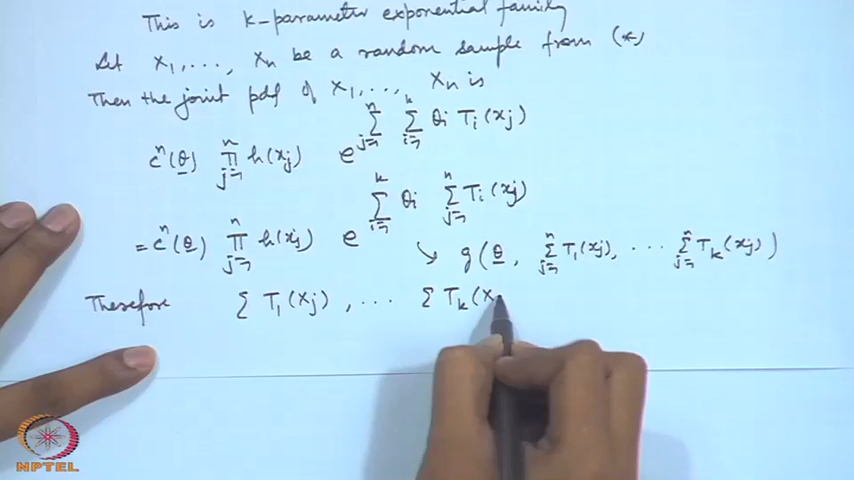 This is k-parameter exponential family
Let X1,..., Xn be a random sample from (*)
Then the joint pdf of X1,..., Xn is
c^n(θ) ∏_{j=1}^n h(xj) e^{∑_{j=1}^n ∑_{i=1}^k θi Ti(xj)}
= c^n(θ) ∏_{j=1}^n h(xj) e^{∑_{i=1}^k θi ∑_{j=1}^n Ti(xj)}
↘ g(θ, ∑_{j=1}^n T1(xj), ... ∑_{j=1}^n Tk(xj))
Therefore ∑ T1(Xj), ... ∑ Tk(X
NPTEL